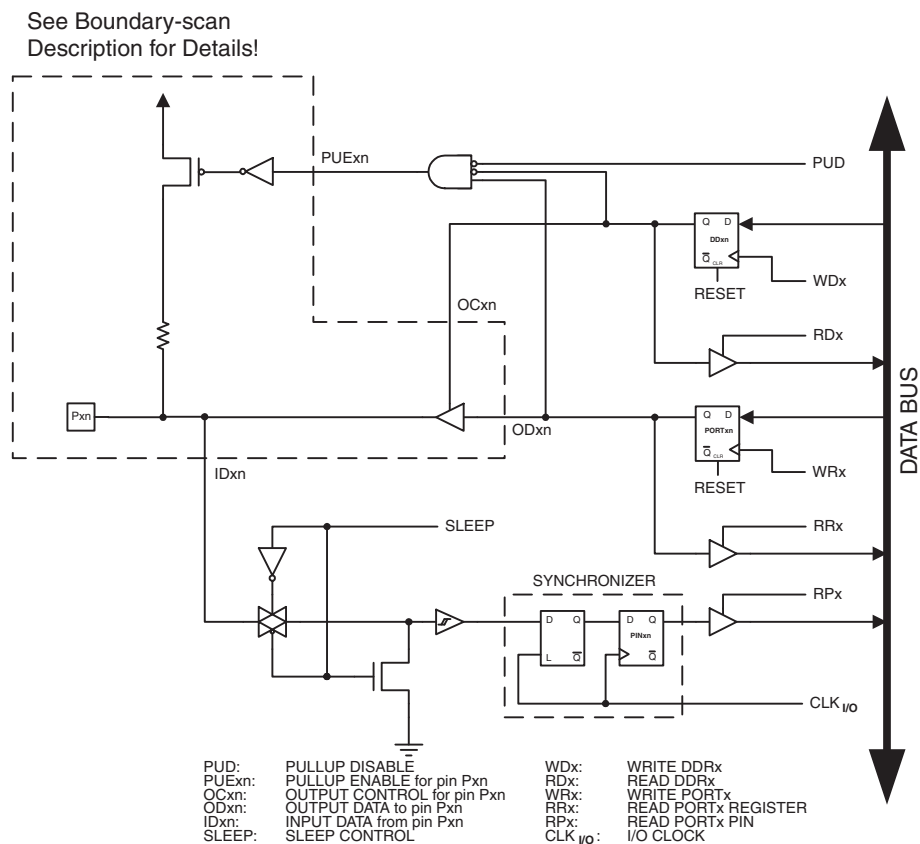 See Boundary-scan
Description for Details!
PUExn
PUD
Q D
DDxn
Q CLR
WDx
RESET
OCxn
RDx
Pxn
ODxn
Q D
PORTxn
Q CLR
WRx
RESET
IDxn
SLEEP
RRx
SYNCHRONIZER
RPx
D Q
L Q
D Q
PINxn
Q
CLK I/O
DATA BUS
PUD: PULLUP DISABLE
PUExn: PULLUP ENABLE for pin Pxn
OCxn: OUTPUT CONTROL for pin Pxn
ODxn: OUTPUT DATA to pin Pxn
IDxn: INPUT DATA from pin Pxn
SLEEP: SLEEP CONTROL
WDx: WRITE DDRx
RDx: READ DDRx
WRx: WRITE PORTx
RRx: READ PORTx REGISTER
RPx: READ PORTx PIN
CLK I/O: I/O CLOCK